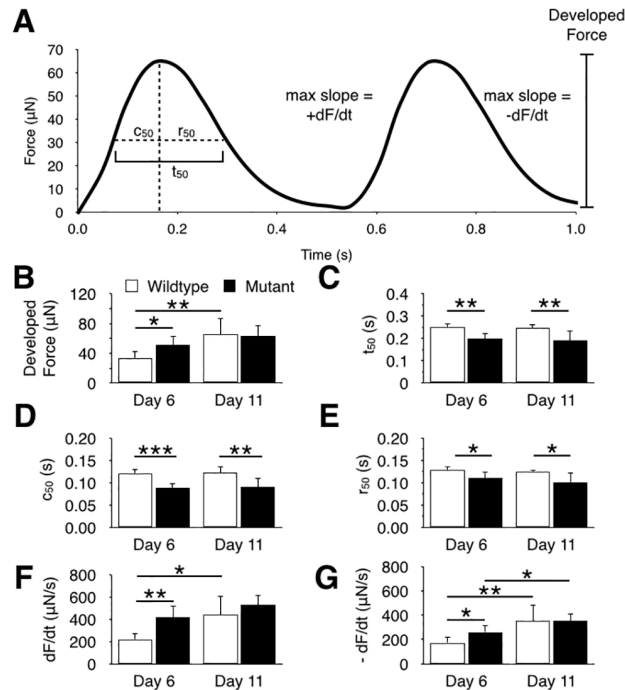 A
Developed
Force
70
60
50
40
30
20
10
0
Force (µN)
c50
r50
t50
max slope =
+dF/dt
max slope =
-dF/dt
0.0
0.2
0.4
0.6
0.8
1.0
Time (s)
B
Wildtype
Mutant
Developed
Force (µN)
120
80
40
0
**
*
Day 6
Day 11
C
t50 (s)
0.4
0.3
0.2
0.1
0
**
**
Day 6
Day 11
D
c50 (s)
0.20
0.15
0.10
0.05
0.00
***
**
Day 6
Day 11
E
r50 (s)
0.20
0.15
0.10
0.05
0.00
*
*
Day 6
Day 11
F
dF/dt (µN/s)
800
600
400
200
0
*
**
Day 6
Day 11
G
- dF/dt (µN/s)
800
600
400
200
0
*
**
*
Day 6
Day 11